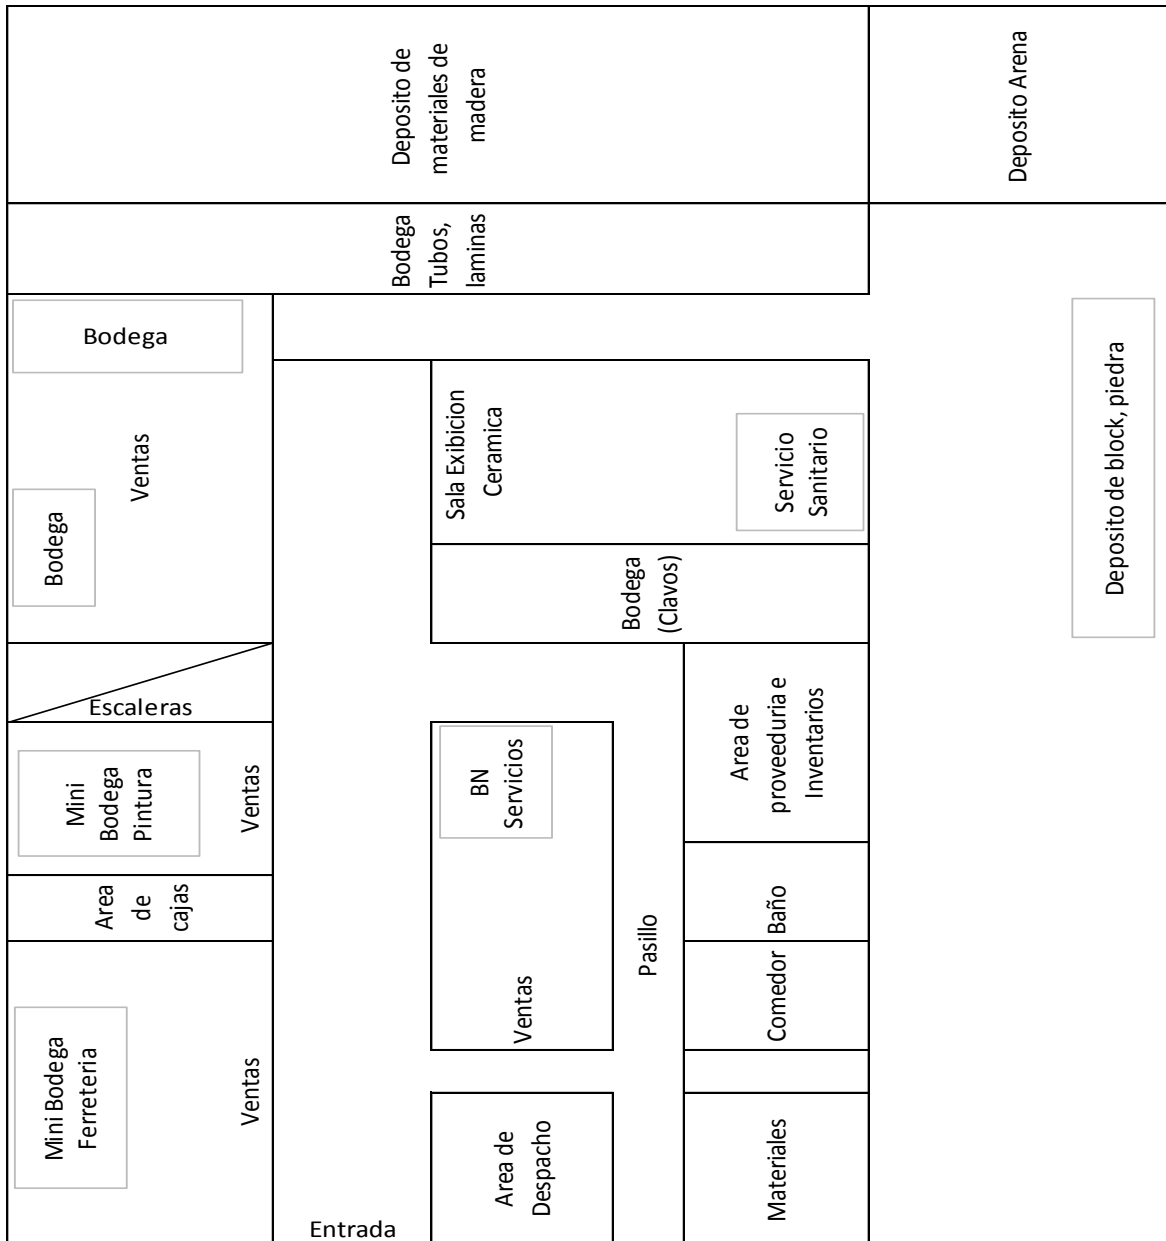 Deposito de
materiales de
madera
Deposito Arena
Bodega
Tubos,
laminas
Bodega
Ventas
Bodega
Sala Exibicion
Ceramica
Servicio
Sanitario
Deposito de block, piedra
Bodega
(Clavos)
Escaleras
Mini
Bodega
Pintura
Ventas
BN
Servicios
Area de
proveeduria e
Inventarios
Area
de
cajas
Baño
Pasillo
Ventas
Comedor
Mini Bodega
Ferreteria
Ventas
Area de
Despacho
Materiales
Entrada